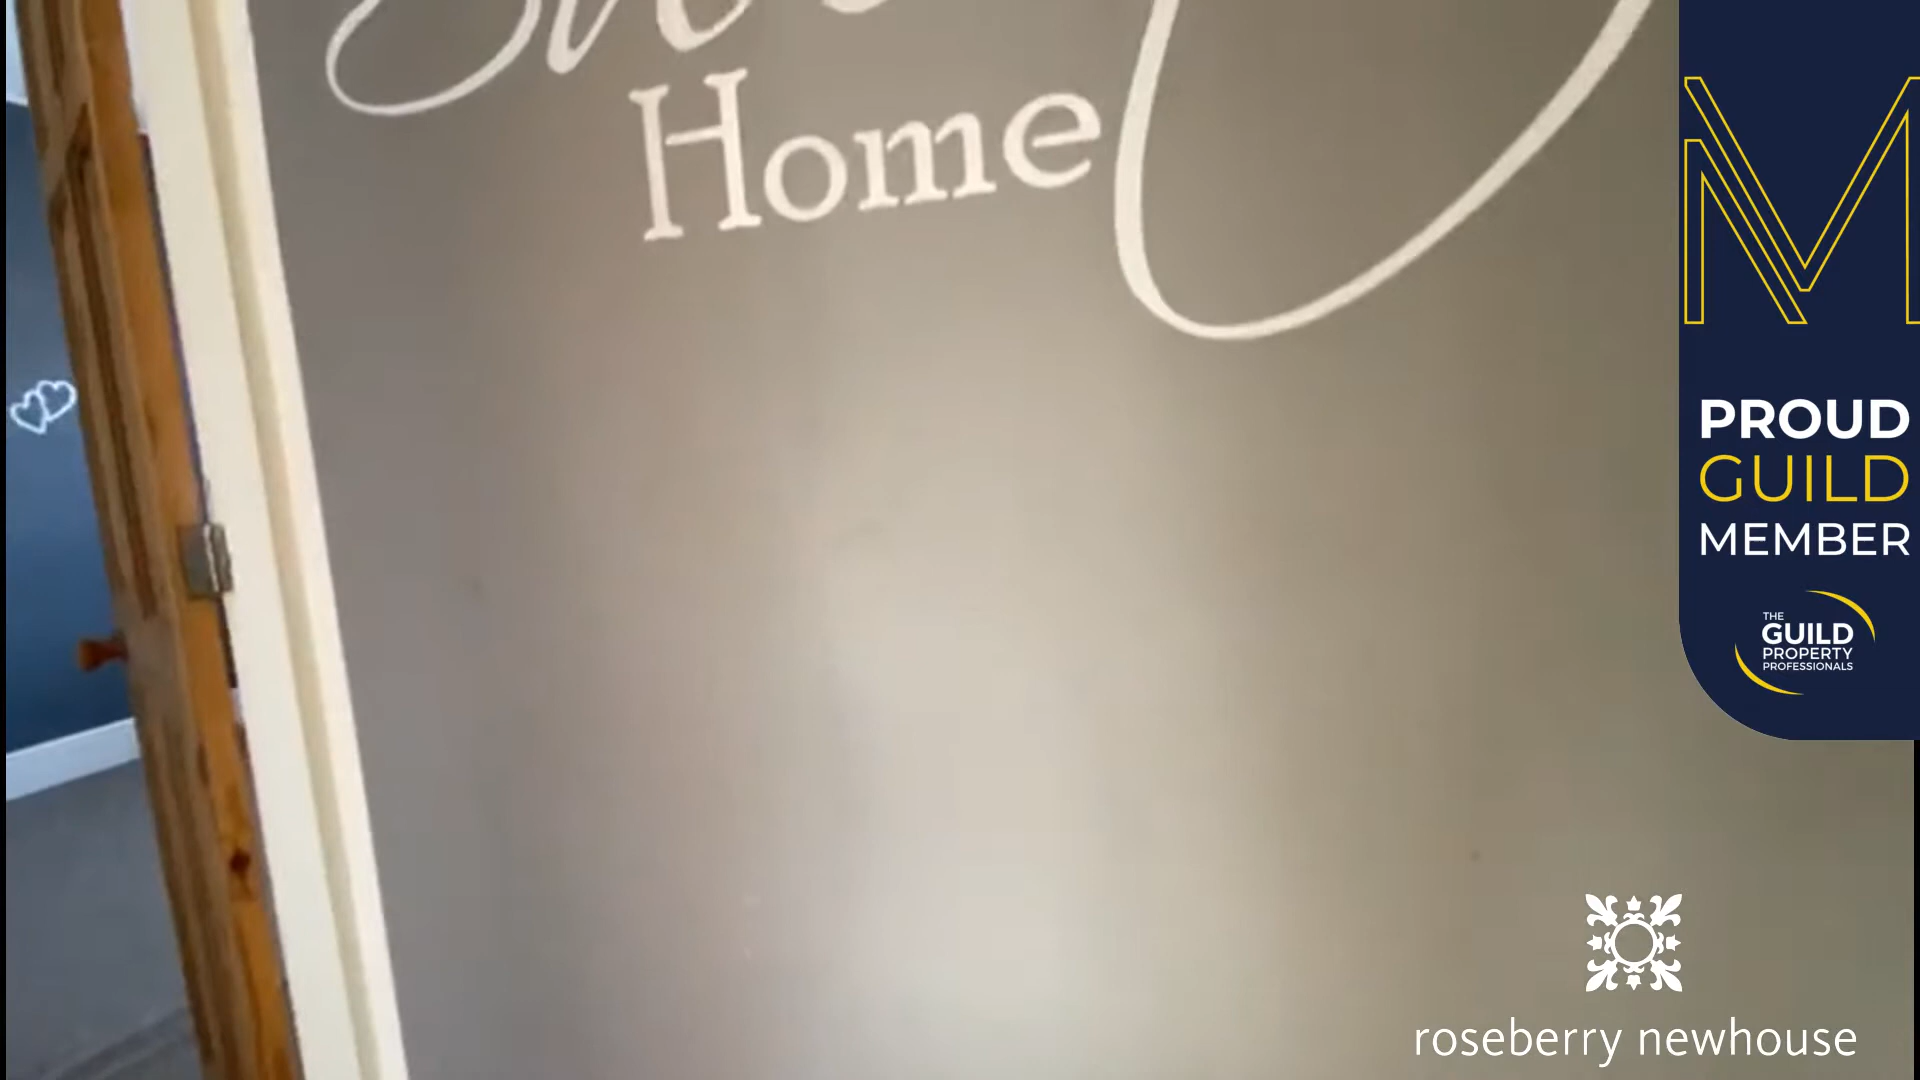 Home
PROUD
GUILD
MEMBER
THE
GUILD
PROPERTY
PROFESSIONALS
roseberry newhouse